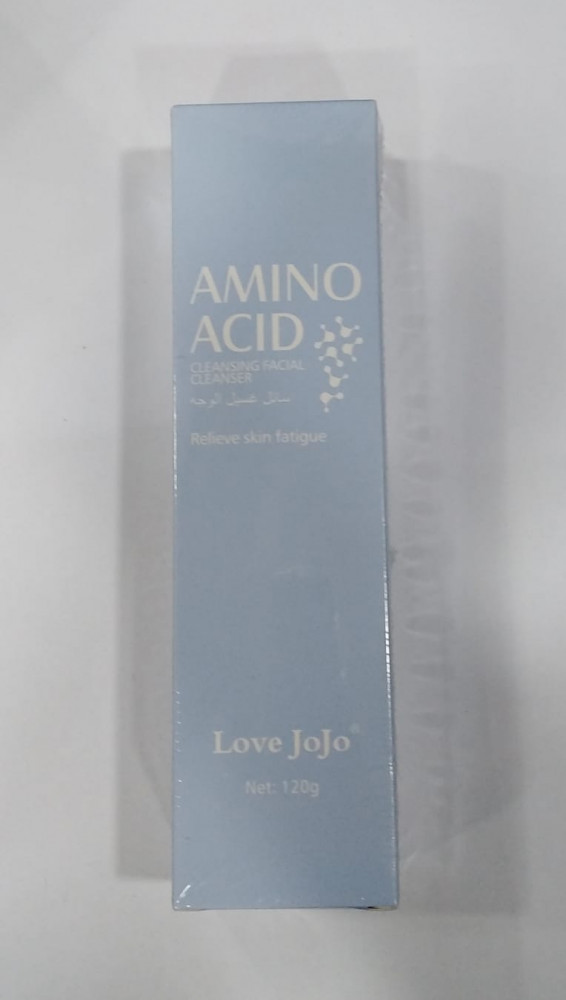 AMINO
ACID
CLEANSING FACIAL
CLEANSER
سائل غسيل الوجه
Relieve skin fatigue
Love JoJo
Net: 120g